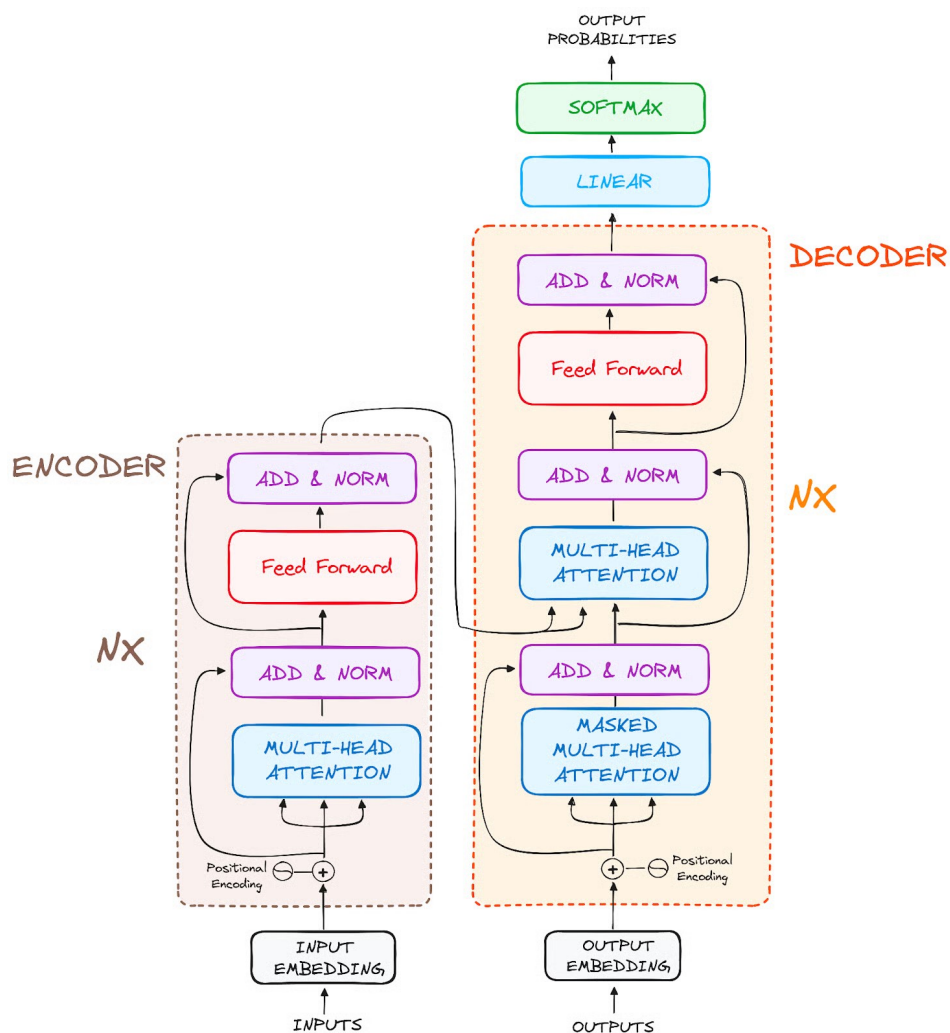 OUTPUT
PROBABILITIES
SOFTMAX
LINEAR
DECODER
ADD & NORM
Feed Forward
ADD & NORM
NX
MULTI-HEAD
ATTENTION
ADD & NORM
MASKED
MULTI-HEAD
ATTENTION
Positional
Encoding
OUTPUT
EMBEDDING
OUTPUTS
ENCODER
ADD & NORM
Feed Forward
NX
ADD & NORM
MULTI-HEAD
ATTENTION
Positional
Encoding
INPUT
EMBEDDING
INPUTS